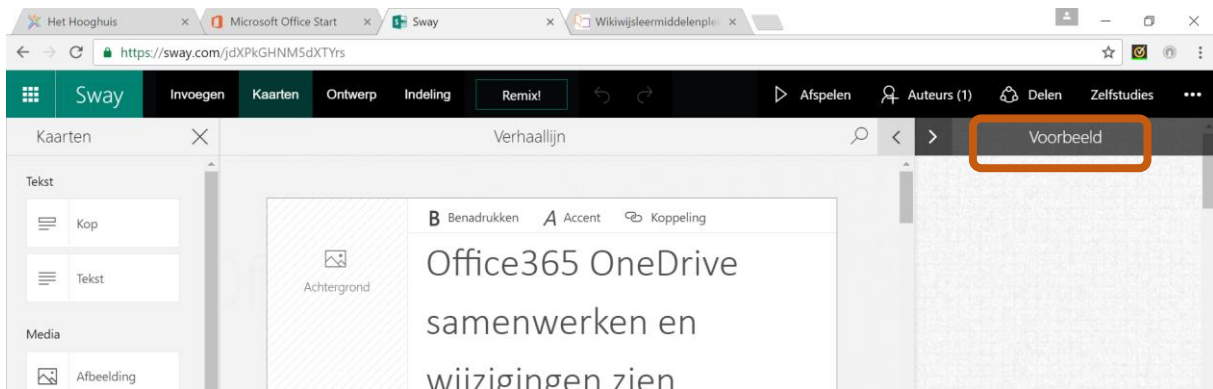 Het Hooghuis Microsoft Office Start Sway Wikiwijsleermiddelenplei
https://sway.com/jdXPkGHNM5dXTYrs
Sway Invoegen Kaarten Ontwerp Indeling Remix! Afspelen Auteurs (1) Delen Zelfstudies
Kaarten Verhaallijn Voorbeeld
Tekst
Kop
Tekst
Media
Afbeelding
Achtergrond
B Benadrukken A Accent Koppeling
Office365 OneDrive
samenwerken en
wijzigingen zien